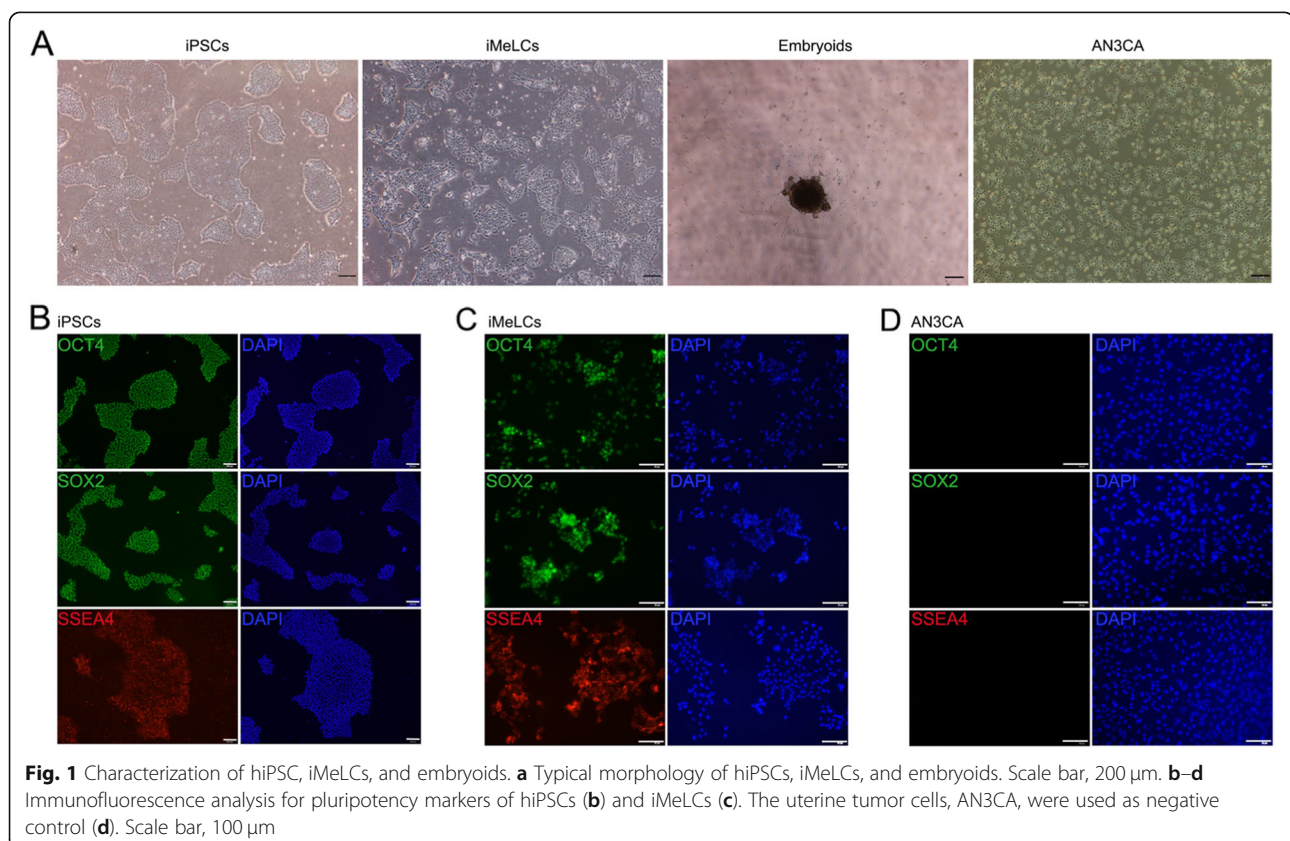 A
iPSCs
iMeLCs
Embryoids
AN3CA
B iPSCs
OCT4
DAPI
SOX2
DAPI
SSEA4
DAPI
C iMeLCs
OCT4
DAPI
SOX2
DAPI
SSEA4
DAPI
D AN3CA
OCT4
DAPI
SOX2
DAPI
SSEA4
DAPI
Fig. 1 Characterization of hiPSC, iMeLCs, and embryoids. a Typical morphology of hiPSCs, iMeLCs, and embryoids. Scale bar, 200 μm. b–d
Immunofluorescence analysis for pluripotency markers of hiPSCs (b) and iMeLCs (c). The uterine tumor cells, AN3CA, were used as negative
control (d). Scale bar, 100 μm